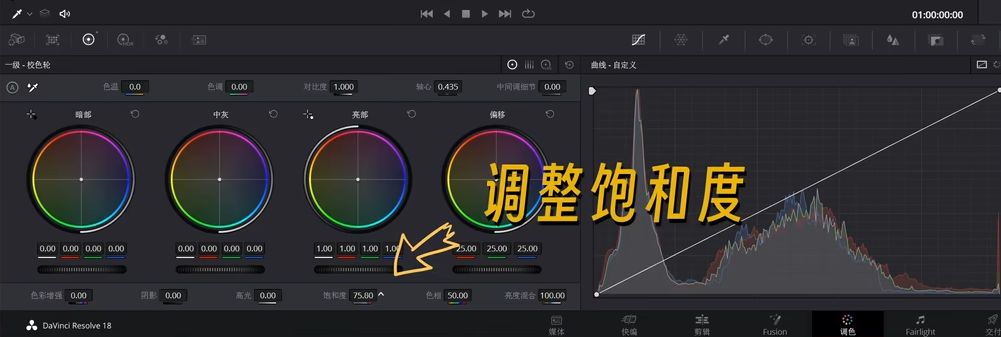 01:00:00:00
一级 - 校色轮
曲线 - 自定义
A 色温 0.0 色调 0.00 对比度 1.000 轴心 0.435 中间调细节 0.00
暗部 中灰 亮部 偏移
调整饱和度
0.00 0.00 0.00 0.00 0.00 0.00 0.00 0.00 1.00 1.00 1.00 25.00 25.00 25.00
色彩增强 0.00 阴影 0.00 高光 0.00 饱和度 75.00 色相 50.00 亮度混合 100.00
DaVinci Resolve 18
媒体 快编 剪辑 Fusion 调色 Fairlight 交付